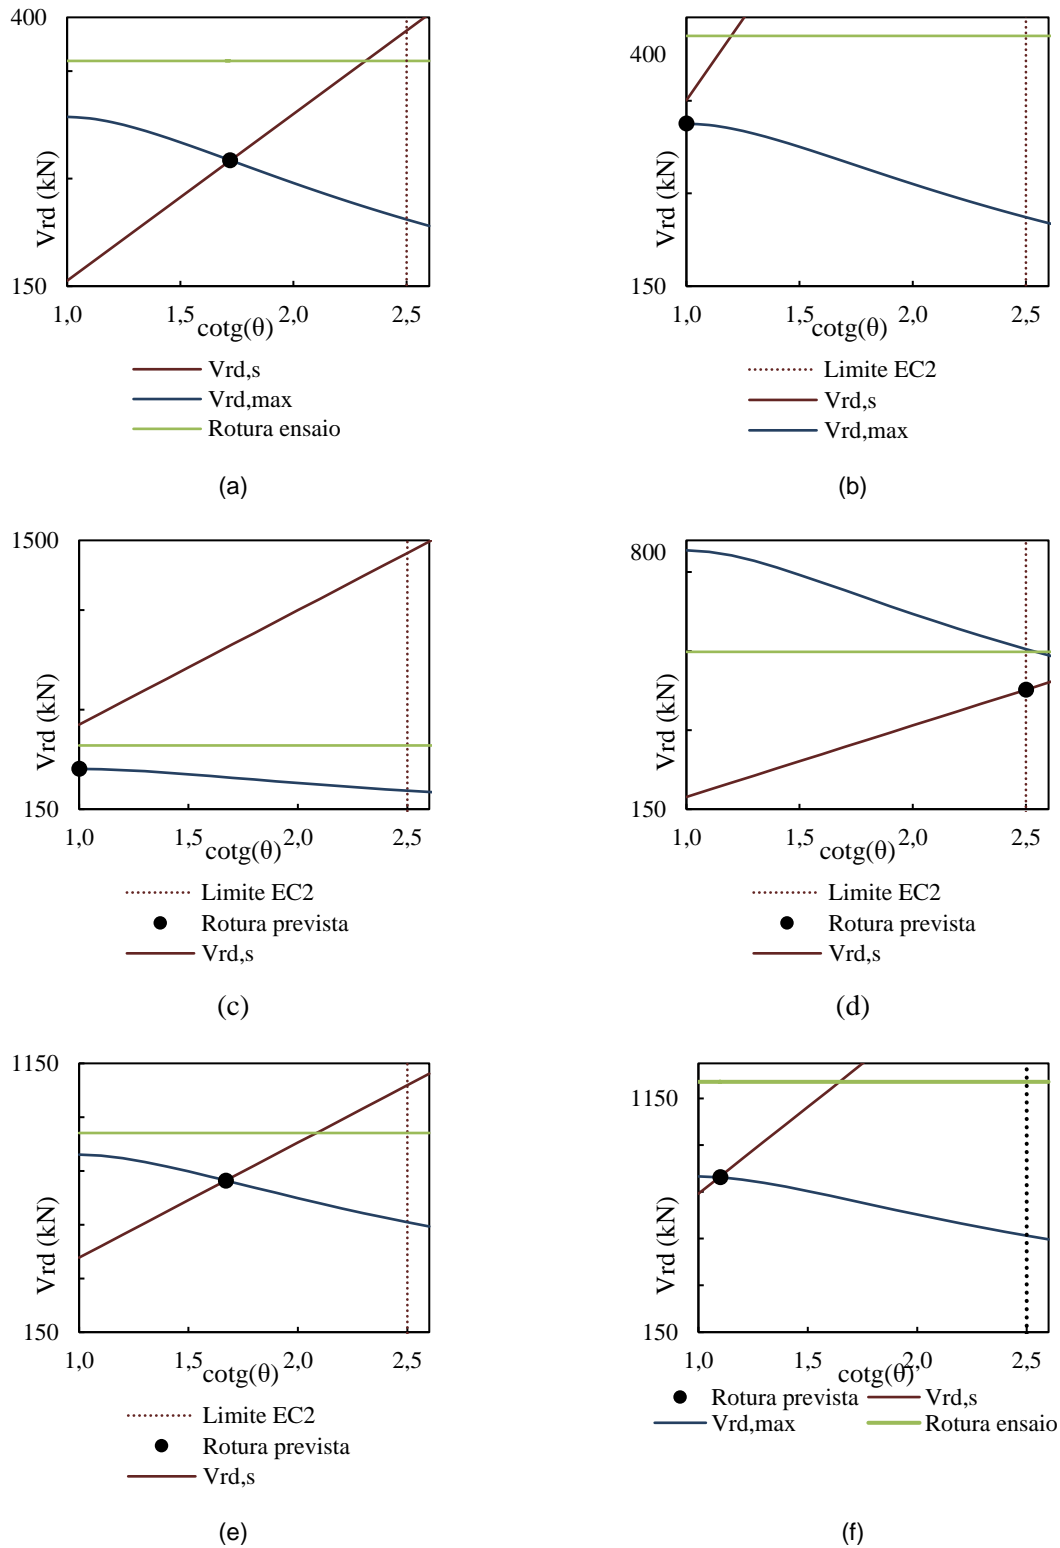 400
Vrd (kN)
150
1,0 1,5 2,0 2,5
cotg(θ)
Vrd,s
Vrd,max
Rotura ensaio
(a)
400
Vrd (kN)
150
1,0 1,5 2,0 2,5
cotg(θ)
Limite EC2
Vrd,s
Vrd,max
(b)
1500
Vrd (kN)
150
1,0 1,5 2,0 2,5
cotg(θ)
Limite EC2
Rotura prevista
Vrd,s
(c)
800
Vrd (kN)
150
1,0 1,5 2,0 2,5
cotg(θ)
Limite EC2
Rotura prevista
Vrd,s
(d)
1150
Vrd (kN)
150
1,0 1,5 2,0 2,5
cotg(θ)
Limite EC2
Rotura prevista
Vrd,s
(e)
1150
Vrd (kN)
150
1,0 1,5 2,0 2,5
cotg(θ)
Rotura prevista Vrd,s
Vrd,max Rotura ensaio
(f)